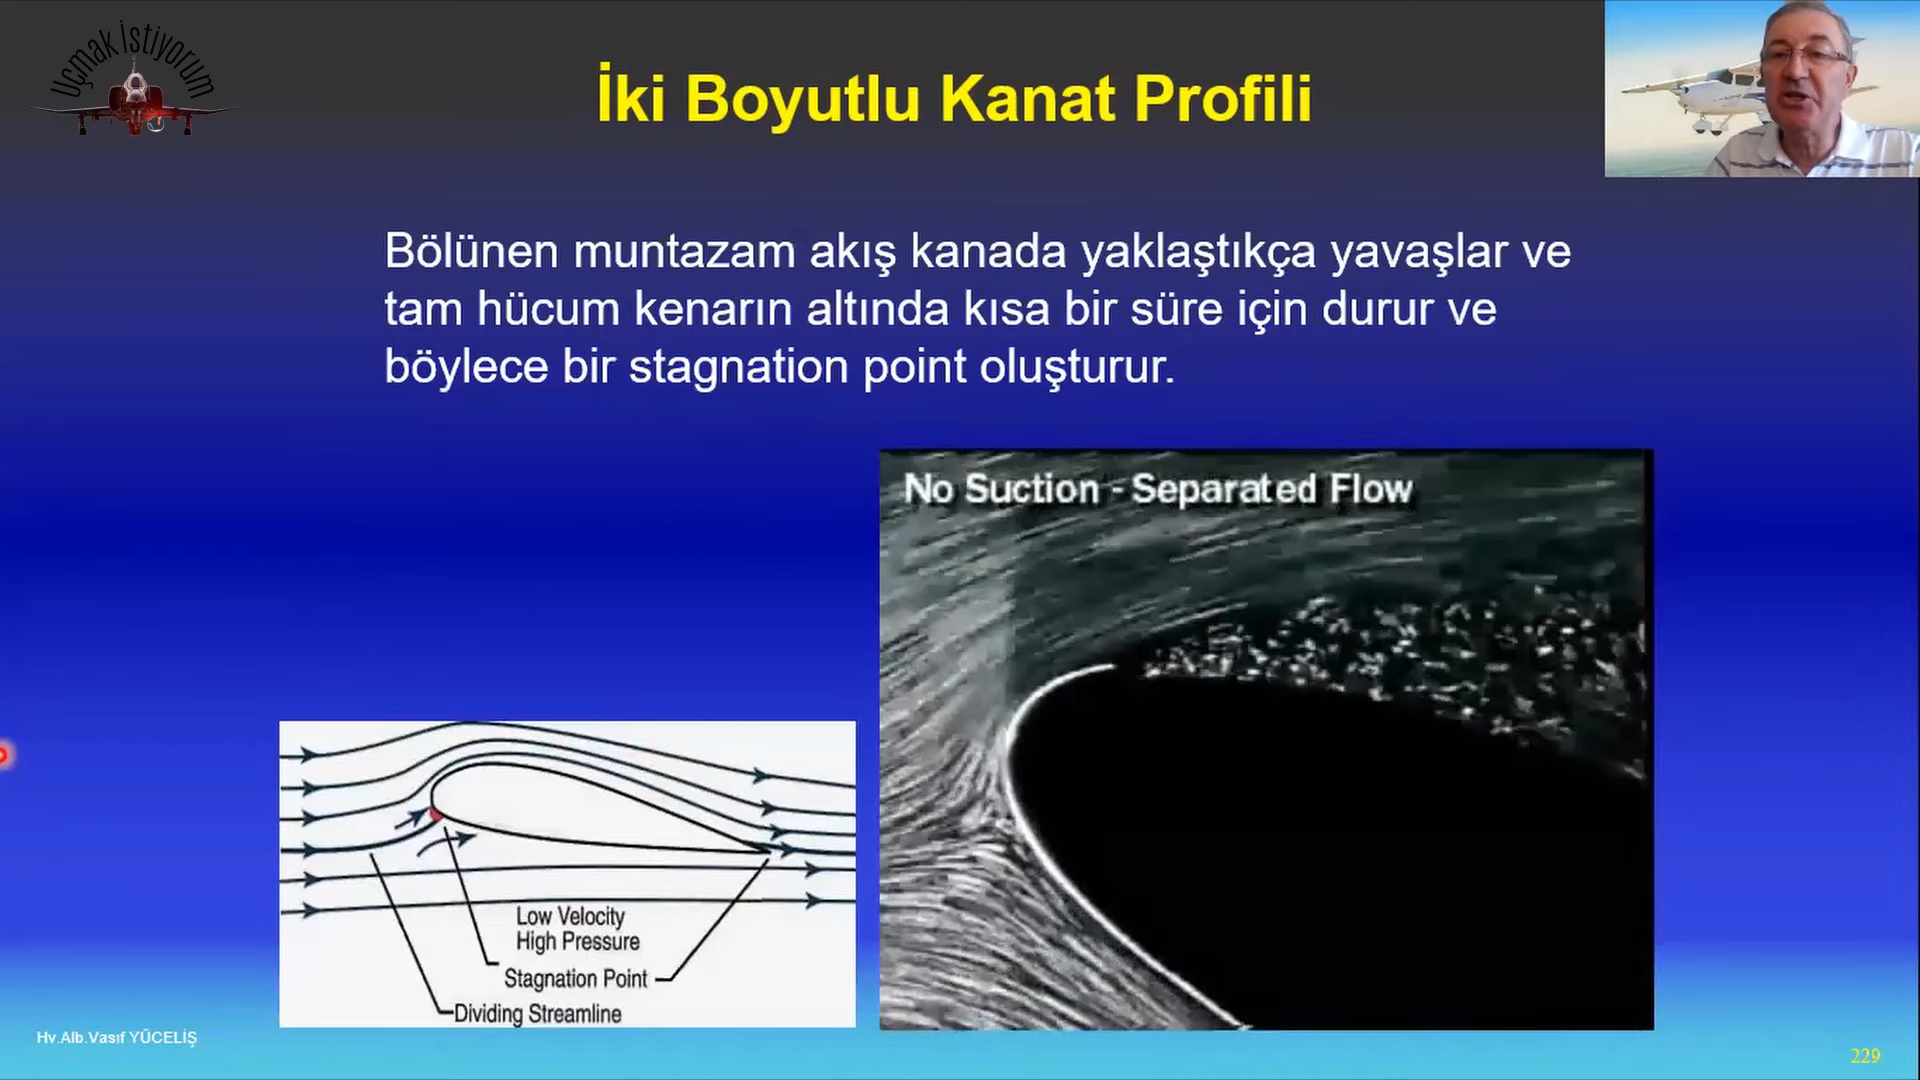 Uçmak İstiyorum
İki Boyutlu Kanat Profili
Bölünen muntazam akış kanada yaklaştıkça yavaşlar ve
tam hücum kenarın altında kısa bir süre için durur ve
böylece bir stagnation point oluşturur.
No Suction - Separated Flow
Low Velocity
High Pressure
Stagnation Point
Dividing Streamline
Hv.Alb.Vasıf YÜCELİŞ
229